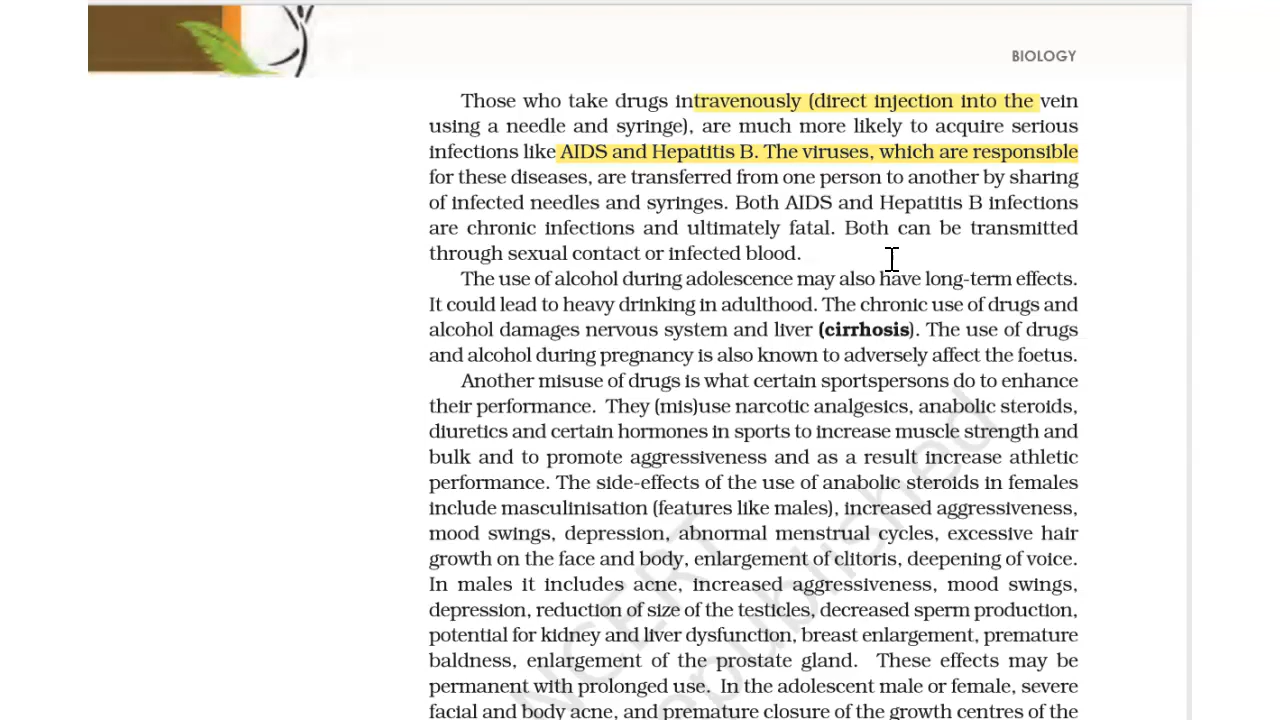 BIOLOGY
Those who take drugs intravenously (direct injection into the vein
using a needle and syringe), are much more likely to acquire serious
infections like AIDS and Hepatitis B. The viruses, which are responsible
for these diseases, are transferred from one person to another by sharing
of infected needles and syringes. Both AIDS and Hepatitis B infections
are chronic infections and ultimately fatal. Both can be transmitted
through sexual contact or infected blood.
The use of alcohol during adolescence may also have long-term effects.
It could lead to heavy drinking in adulthood. The chronic use of drugs and
alcohol damages nervous system and liver (cirrhosis). The use of drugs
and alcohol during pregnancy is also known to adversely affect the foetus.
Another misuse of drugs is what certain sportspersons do to enhance
their performance. They (mis)use narcotic analgesics, anabolic steroids,
diuretics and certain hormones in sports to increase muscle strength and
bulk and to promote aggressiveness and as a result increase athletic
performance. The side-effects of the use of anabolic steroids in females
include masculinisation (features like males), increased aggressiveness,
mood swings, depression, abnormal menstrual cycles, excessive hair
growth on the face and body, enlargement of clitoris, deepening of voice.
In males it includes acne, increased aggressiveness, mood swings,
depression, reduction of size of the testicles, decreased sperm production,
potential for kidney and liver dysfunction, breast enlargement, premature
baldness, enlargement of the prostate gland. These effects may be
permanent with prolonged use. In the adolescent male or female, severe
facial and body acne, and premature closure of the growth centres of the
NCERT
republished